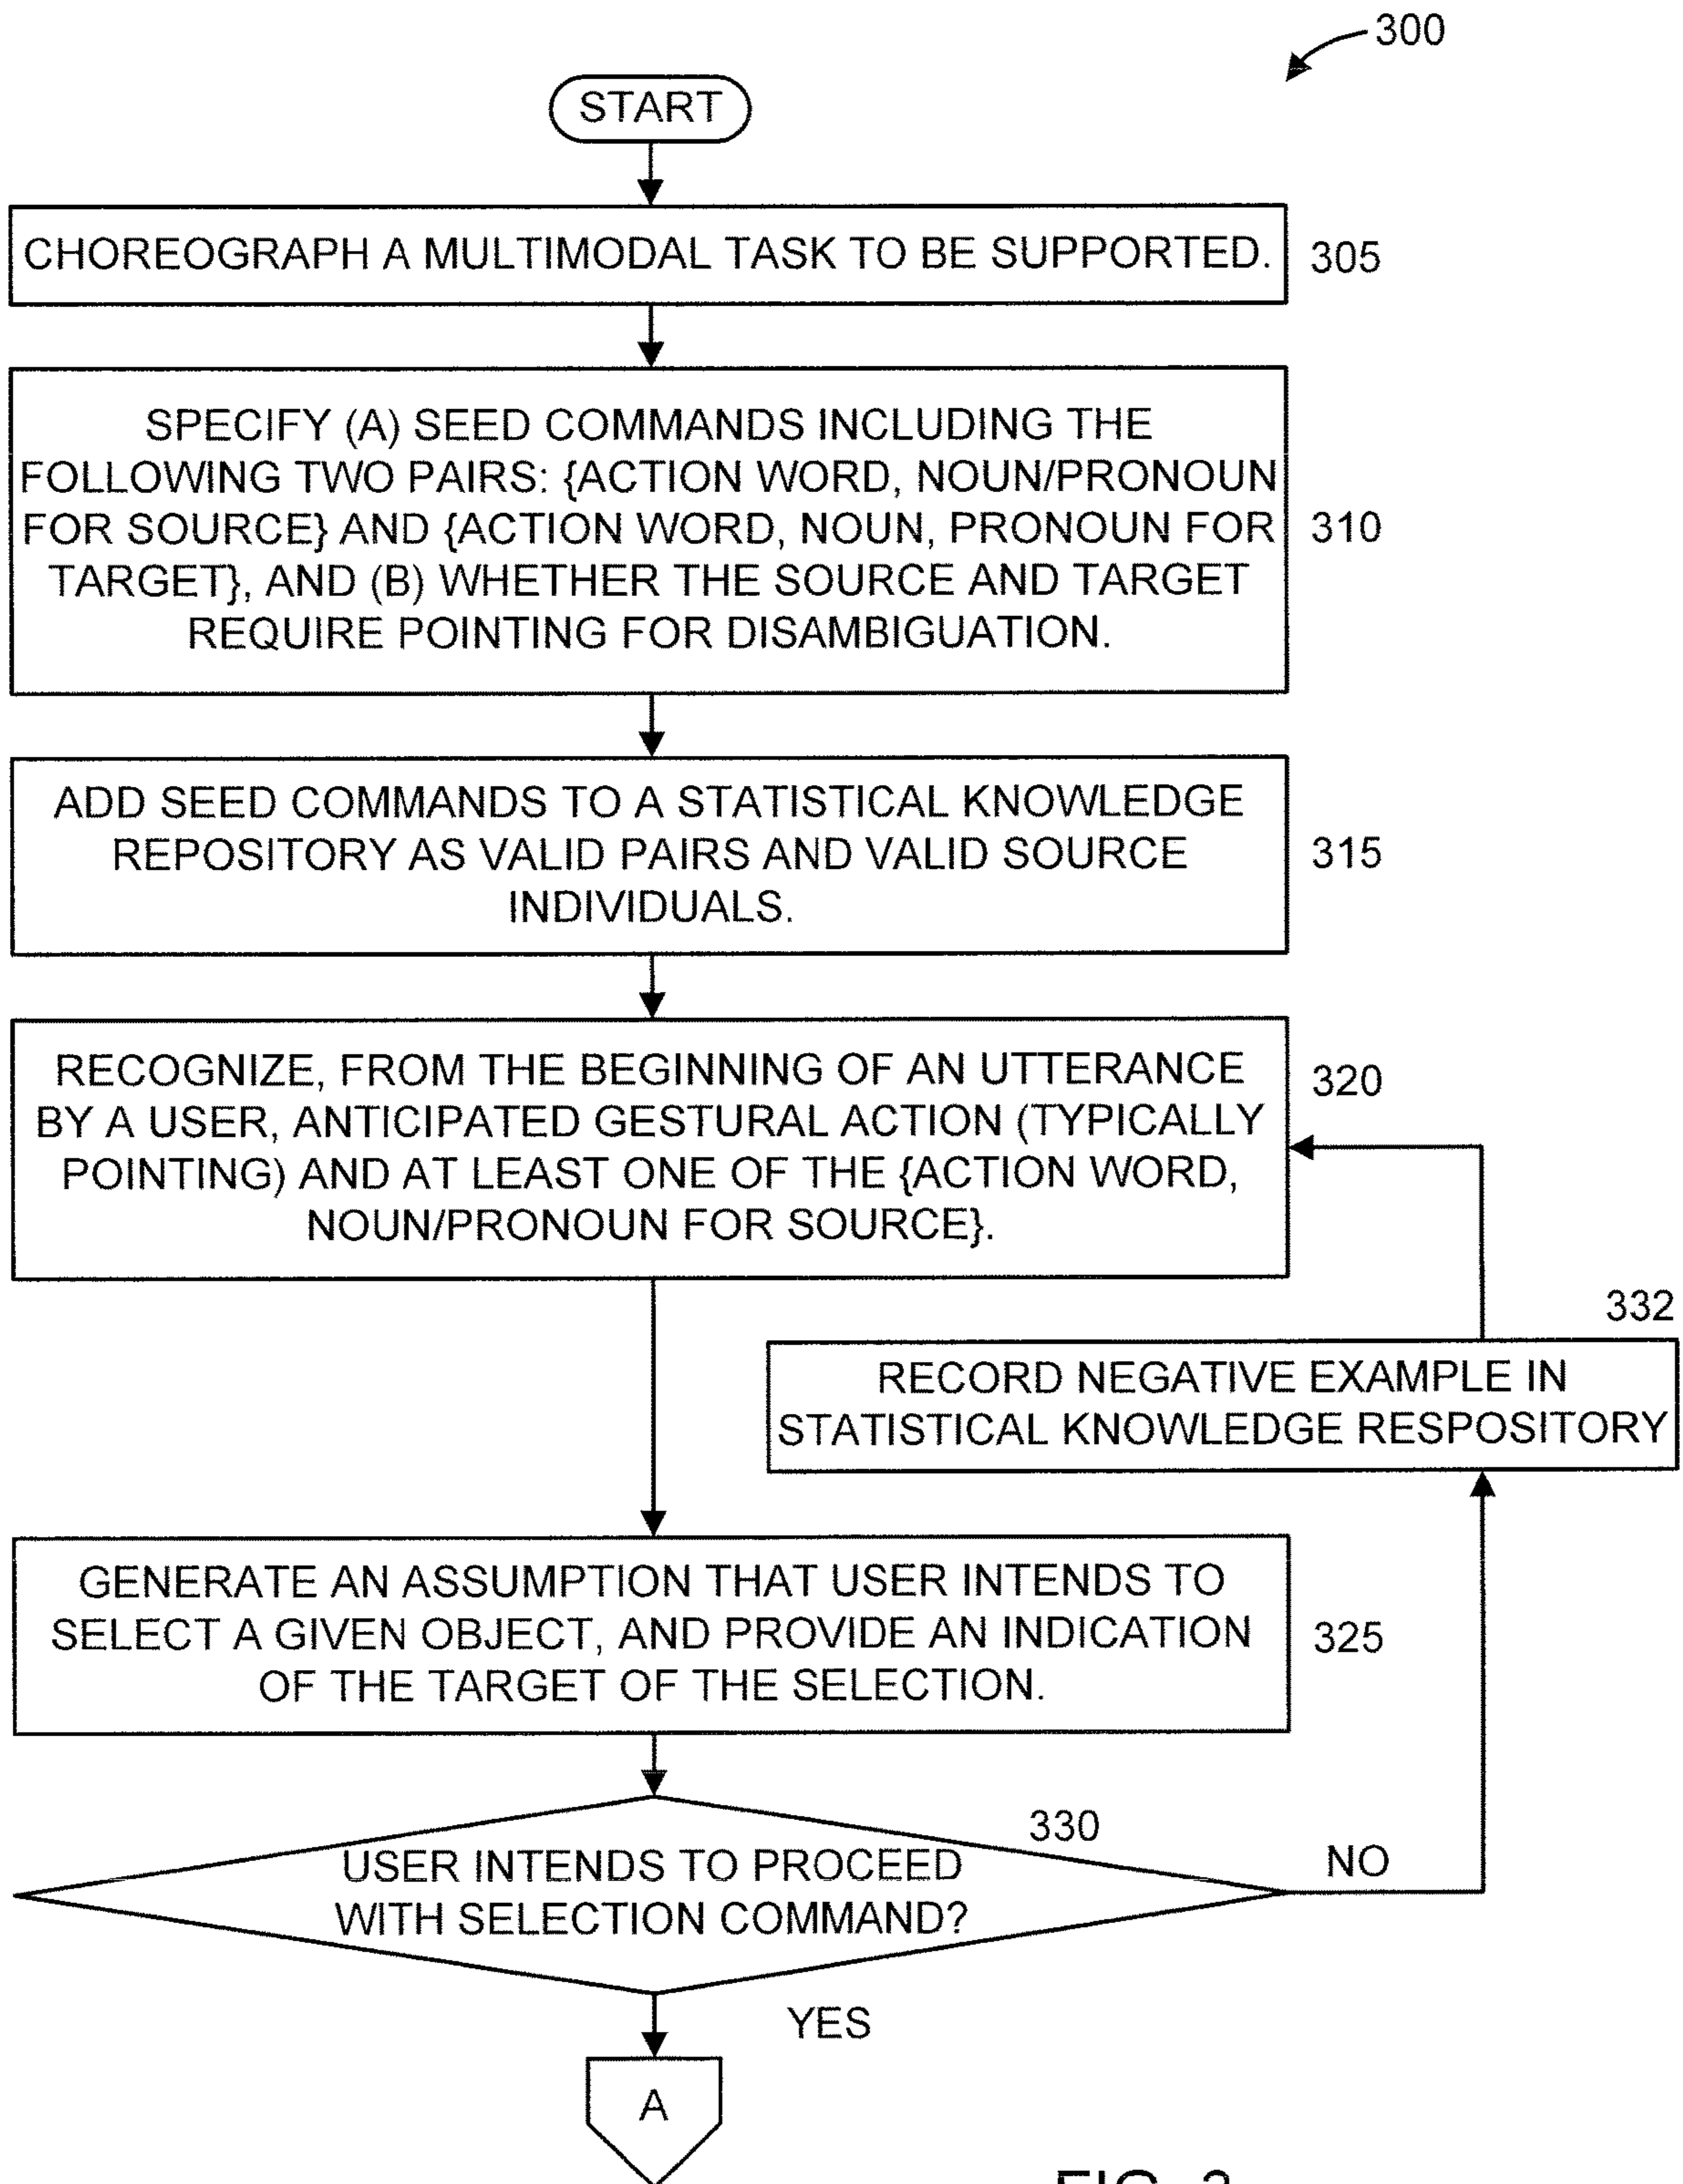 300
START
CHOREOGRAPH A MULTIMODAL TASK TO BE SUPPORTED.
305
SPECIFY (A) SEED COMMANDS INCLUDING THE
FOLLOWING TWO PAIRS: {ACTION WORD, NOUN/PRONOUN
FOR SOURCE} AND {ACTION WORD, NOUN, PRONOUN FOR
TARGET}, AND (B) WHETHER THE SOURCE AND TARGET
REQUIRE POINTING FOR DISAMBIGUATION.
310
ADD SEED COMMANDS TO A STATISTICAL KNOWLEDGE
REPOSITORY AS VALID PAIRS AND VALID SOURCE
INDIVIDUALS.
315
RECOGNIZE, FROM THE BEGINNING OF AN UTTERANCE
BY A USER, ANTICIPATED GESTURAL ACTION (TYPICALLY
POINTING) AND AT LEAST ONE OF THE {ACTION WORD,
NOUN/PRONOUN FOR SOURCE}.
320
332
RECORD NEGATIVE EXAMPLE IN
STATISTICAL KNOWLEDGE RESPOSITORY
GENERATE AN ASSUMPTION THAT USER INTENDS TO
SELECT A GIVEN OBJECT, AND PROVIDE AN INDICATION
OF THE TARGET OF THE SELECTION.
325
330
USER INTENDS TO PROCEED
WITH SELECTION COMMAND?
NO
YES
A